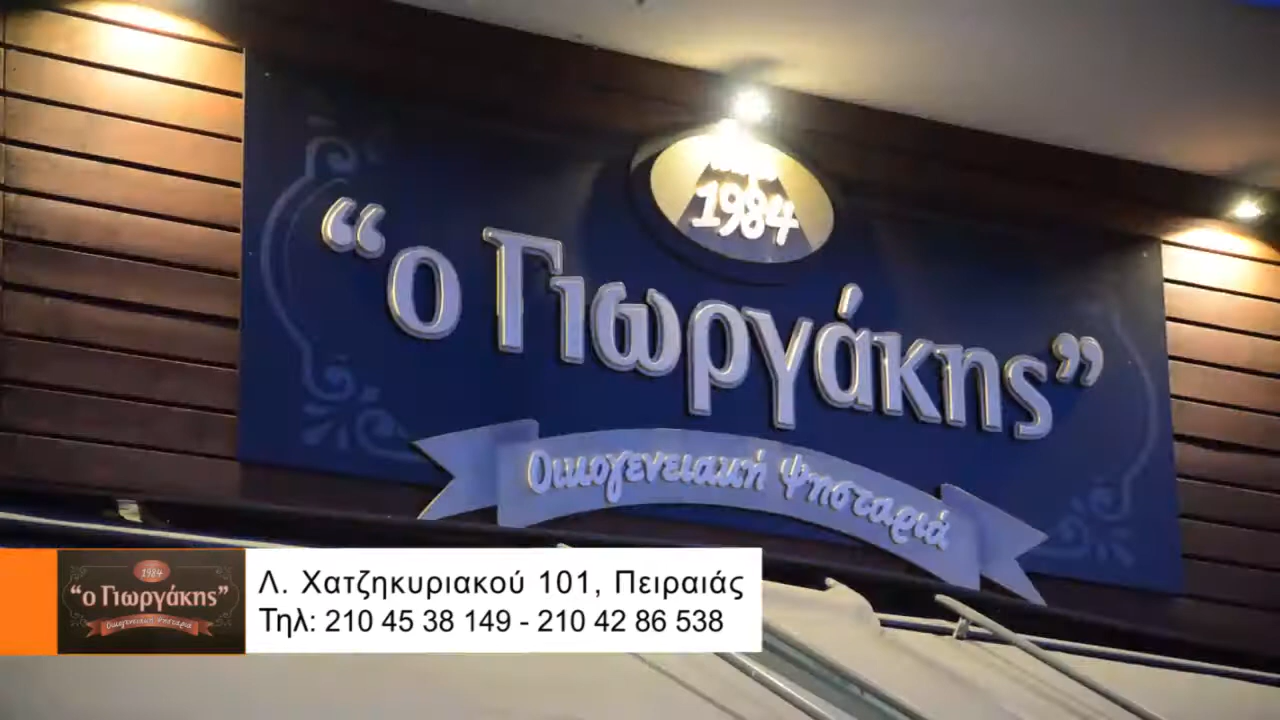 1984
“ο Γιωργάκης”
Οικογενειακή Ψησταριά
1984
“ο Γιωργάκης”
Οικογενειακή Ψησταριά
Λ. Χατζηκυριακού 101, Πειραιάς
Τηλ: 210 45 38 149 - 210 42 86 538